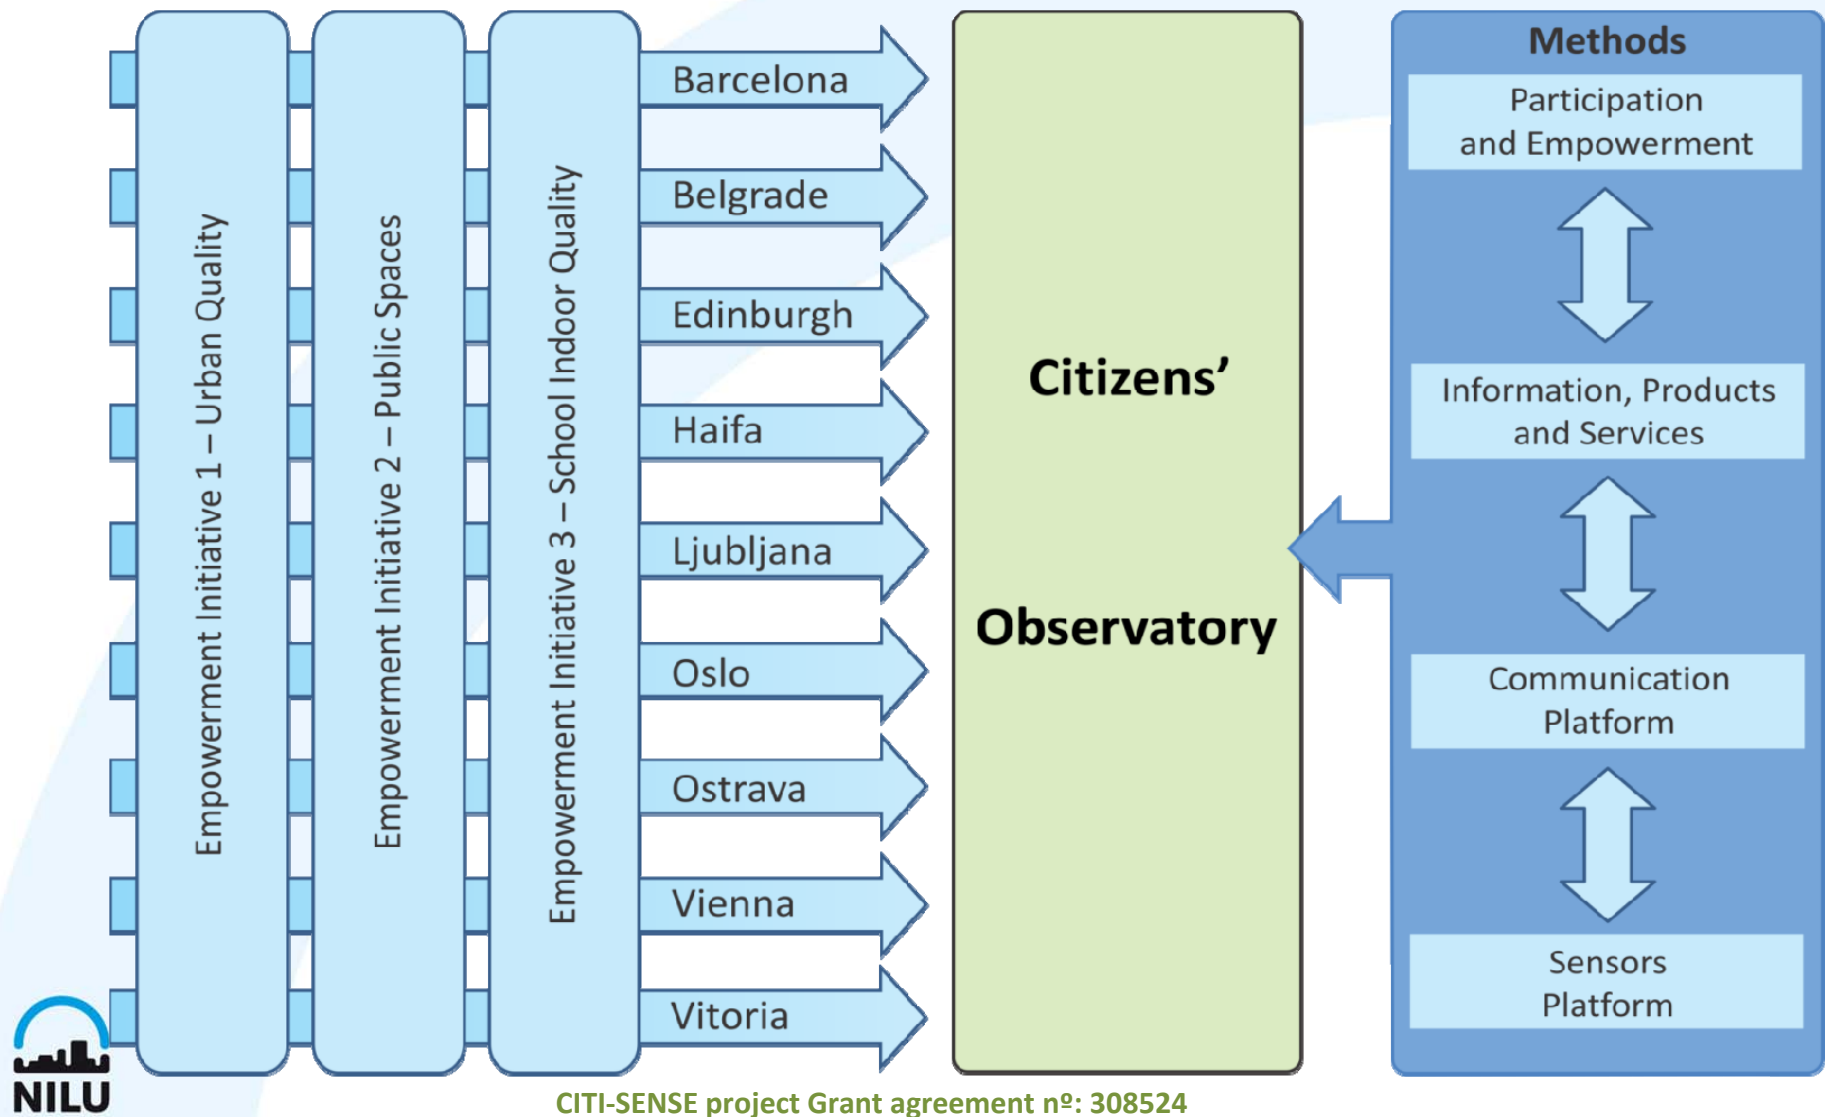 Empowerment Initiative 1 – Urban Quality
Empowerment Initiative 2 – Public Spaces
Empowerment Initiative 3 – School Indoor Quality
Barcelona
Belgrade
Edinburgh
Haifa
Ljubljana
Oslo
Ostrava
Vienna
Vitoria
Citizens’
Observatory
Methods
Participation
and Empowerment
Information, Products
and Services
Communication
Platform
Sensors
Platform
NILU
CITI-SENSE project Grant agreement nº: 308524